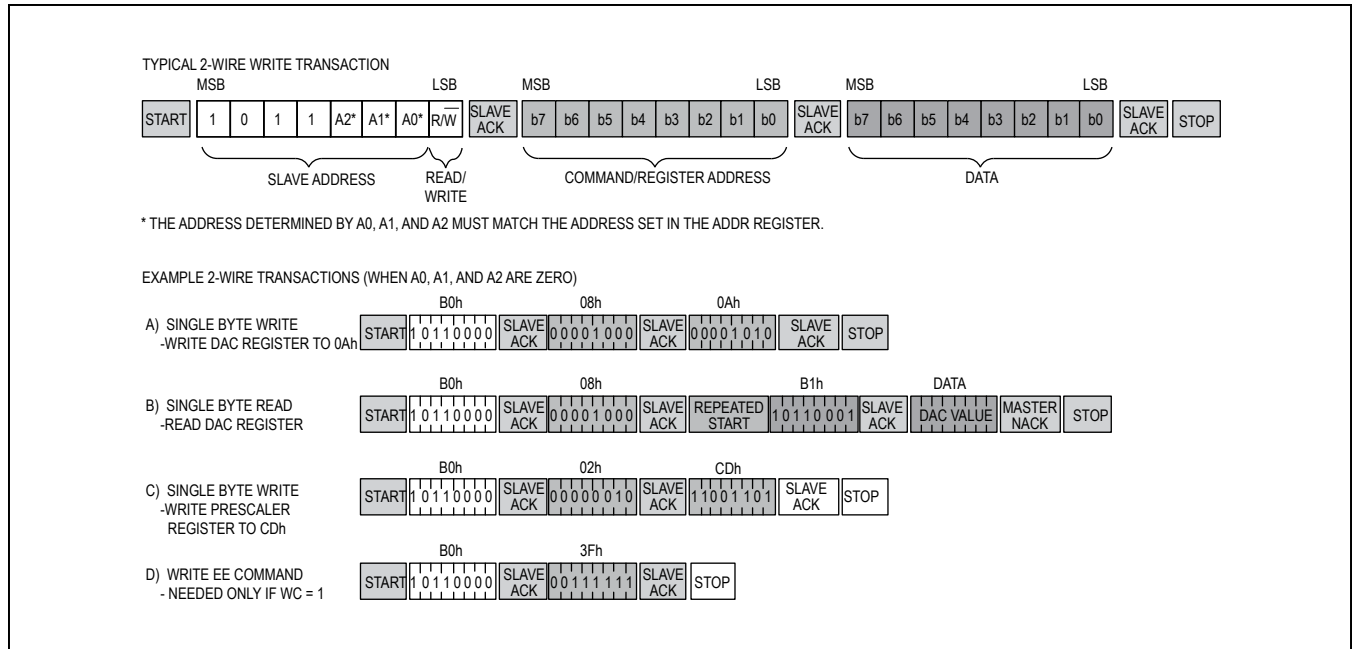 TYPICAL 2-WIRE WRITE TRANSACTION
MSB LSB MSB LSB MSB LSB
START 1 0 1 1 A2* A1* A0* R/W̅ SLAVE ACK b7 b6 b5 b4 b3 b2 b1 b0 SLAVE ACK b7 b6 b5 b4 b3 b2 b1 b0 SLAVE ACK STOP
SLAVE ADDRESS READ/WRITE COMMAND/REGISTER ADDRESS DATA
* THE ADDRESS DETERMINED BY A0, A1, AND A2 MUST MATCH THE ADDRESS SET IN THE ADDR REGISTER.
EXAMPLE 2-WIRE TRANSACTIONS (WHEN A0, A1, AND A2 ARE ZERO)
B0h 08h 0Ah
A) SINGLE BYTE WRITE
-WRITE DAC REGISTER TO 0Ah
START 10110000 SLAVE ACK 00001000 SLAVE ACK 00001010 SLAVE ACK STOP
B0h 08h B1h DATA
B) SINGLE BYTE READ
-READ DAC REGISTER
START 10110000 SLAVE ACK 00001000 SLAVE ACK REPEATED START 10110001 SLAVE ACK DAC VALUE MASTER NACK STOP
B0h 02h CDh
C) SINGLE BYTE WRITE
-WRITE PRESCALER
REGISTER TO CDh
START 10110000 SLAVE ACK 00000010 SLAVE ACK 11001101 SLAVE ACK STOP
B0h 3Fh
D) WRITE EE COMMAND
- NEEDED ONLY IF WC = 1
START 10110000 SLAVE ACK 00111111 SLAVE ACK STOP